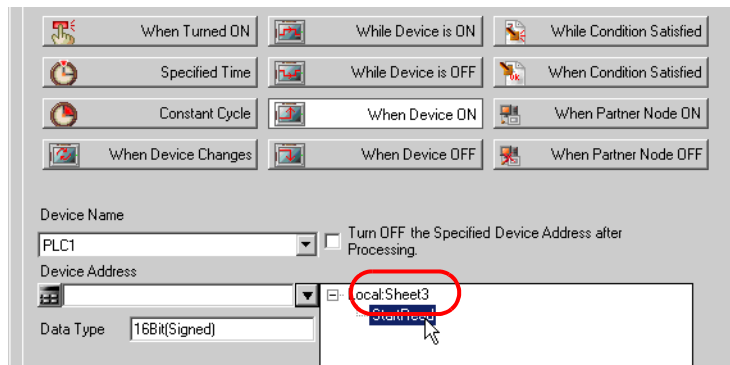 When Turned ON
While Device is ON
While Condition Satisfied
Specified Time
While Device is OFF
When Condition Satisfied
Constant Cycle
When Device ON
When Partner Node ON
When Device Changes
When Device OFF
When Partner Node OFF
Device Name
PLC1
Turn OFF the Specified Device Address after
Processing.
Device Address
Local:Sheet3
Data Type
16Bit(Signed)